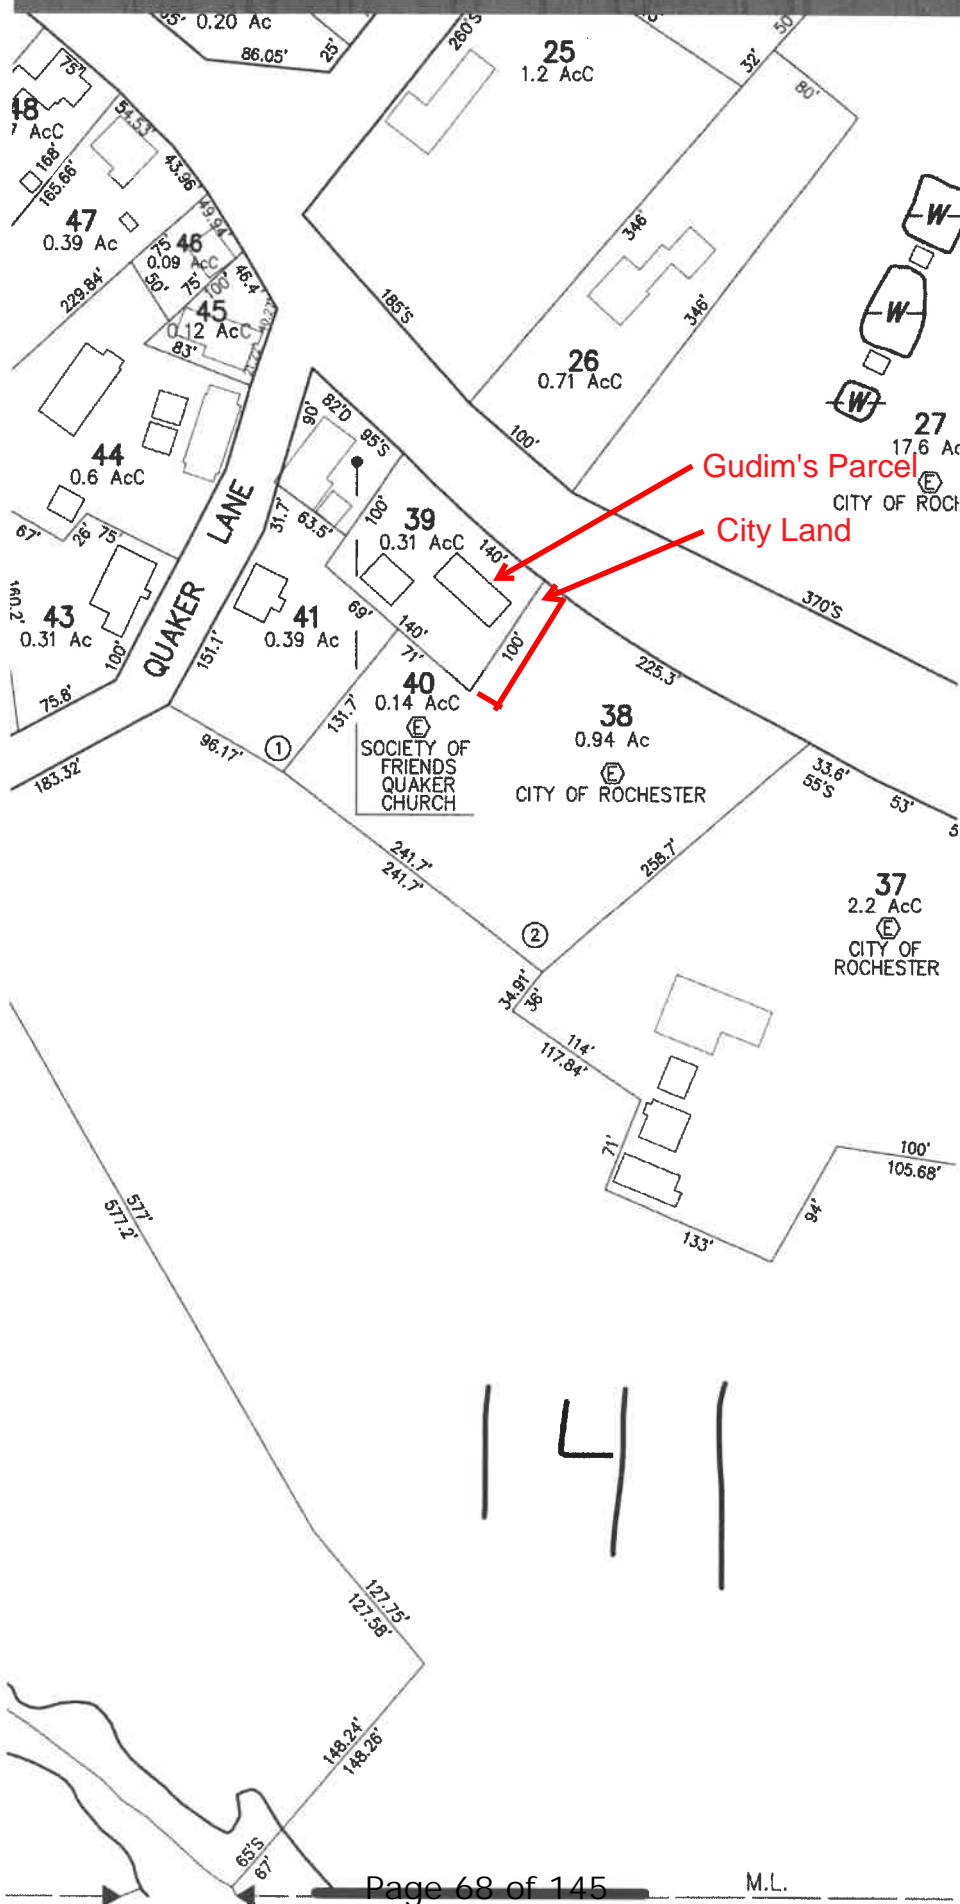 0.20 Ac
86.05'
25'
260'S
25
1.2 AcC
32'
50'
80'
75'
48
7 AcC
54.53'
168'
165.66'
43.96'
47
0.39 Ac
49.94'
75'
46
0.09 AcC
50'
75'
100'
46.4'
229.84'
45
0.12 AcC
83'
346'
346'
185'S
26
0.71 AcC
100'
W
W
W
27
17.6 Ac
E
CITY OF ROCH
90'
82'D
95'S
44
0.6 AcC
67'
26'
75'
LANE
31.7'
63.5'
100'
39
0.31 AcC
140'
Gudim's Parcel
City Land
370'S
160.2'
43
0.31 Ac
100'
QUAKER
151.1'
41
0.39 Ac
69'
140'
71'
100'
225.3'
75.8'
183.32'
96.17'
1
131.7'
40
0.14 AcC
E
SOCIETY OF
FRIENDS
QUAKER
CHURCH
38
0.94 Ac
E
CITY OF ROCHESTER
33.6'
55'S
53'
5
241.7'
241.7'
258.7'
37
2.2 AcC
E
CITY OF
ROCHESTER
2
34.91'
36'
114'
117.84'
71'
133'
94'
100'
105.68'
577'
577.2'
141
127.75'
127.58'
148.24'
148.26'
65'S
67'
Page 68 of 145
M.L.